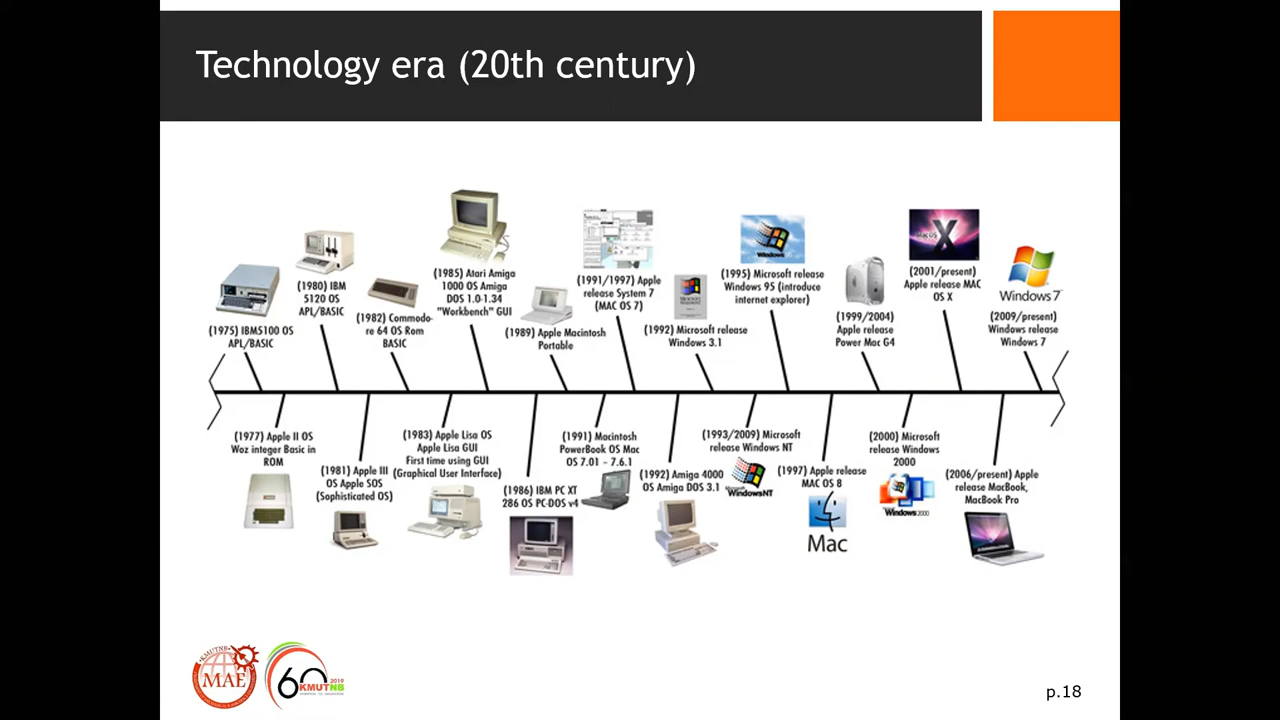 Technology era (20th century)
(1975) IBM5100 OS
APL/BASIC
(1977) Apple II OS
Woz integer Basic in
ROM
(1980) IBM
5120 OS
APL/BASIC
(1981) Apple III
OS Apple SOS
(Sophisticated OS)
(1982) Commodo-
re 64 OS Rom
BASIC
(1983) Apple Lisa OS
Apple Lisa GUI
First time using GUI
(Graphical User Interface)
(1985) Atari Amiga
1000 OS Amiga
DOS 1.0-1.34
"Workbench" GUI
(1986) IBM PC XT
286 OS PC-DOS v4
(1989) Apple Macintosh
Portable
(1991) Macintosh
PowerBook OS Mac
OS 7.01 - 7.6.1
(1991/1997) Apple
release System 7
(MAC OS 7)
(1992) Amiga 4000
OS Amiga DOS 3.1
(1992) Microsoft release
Windows 3.1
(1993/2009) Microsoft
release Windows NT
WindowsNT
Windows
(1995) Microsoft release
Windows 95 (introduce
internet explorer)
(1997) Apple release
MAC OS 8
Mac
(1999/2004)
Apple release
Power Mac G4
(2000) Microsoft
release Windows
2000
Windows2000
Mac OS X
(2001/present)
Apple release MAC
OS X
(2006/present) Apple
release MacBook,
MacBook Pro
Windows 7
(2009/present)
Windows release
Windows 7
KMUTNB
MAE
60
2019
KMUTNB
p.18